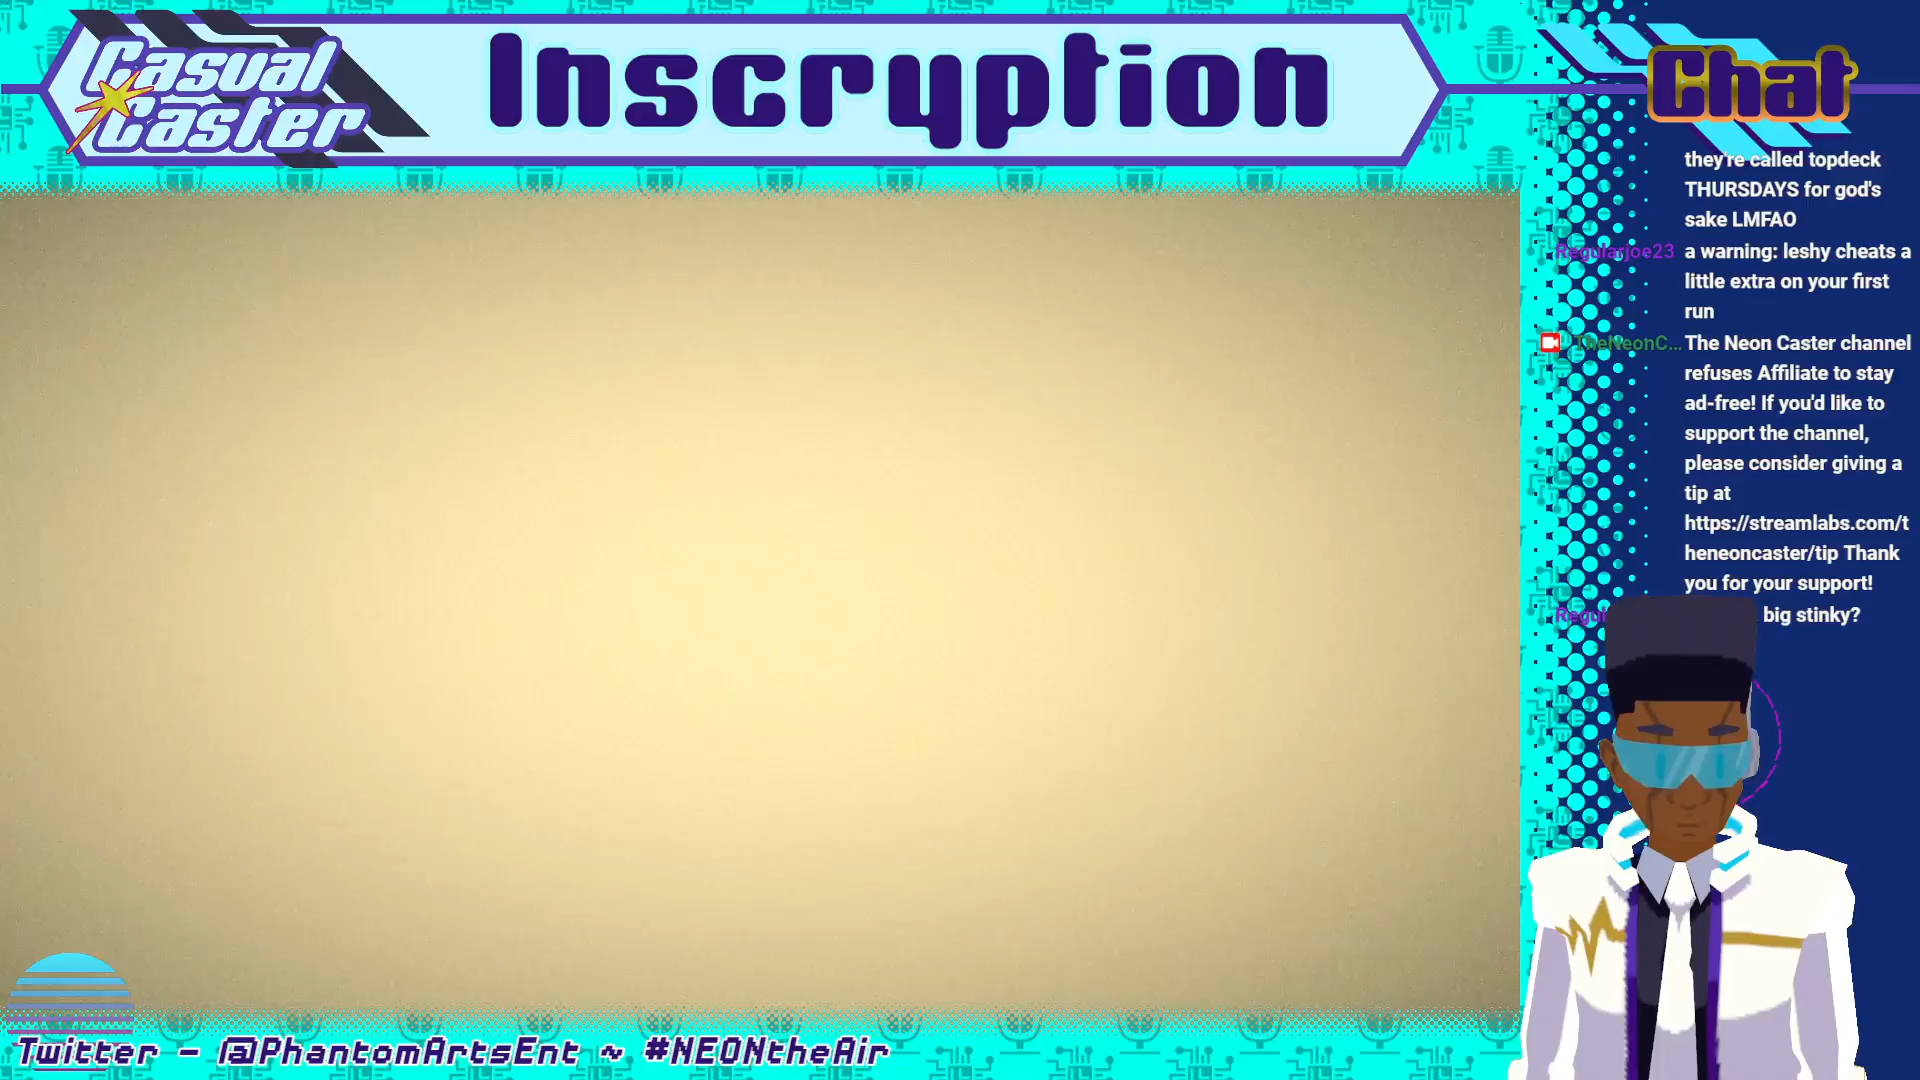 Casual
Caster
Inscryption
Chat
they're called topdeck
THURSDAYS for god's
sake LMFAO
Regularjoe23 a warning: leshy cheats a
little extra on your first
run
TheNeonC... The Neon Caster channel
refuses Affiliate to stay
ad-free! If you'd like to
support the channel,
please consider giving a
tip at
https://streamlabs.com/t
heneoncaster/tip Thank
you for your support!
big stinky?
Twitter - @PhantomArtsEnt ~ #NEONtheAir